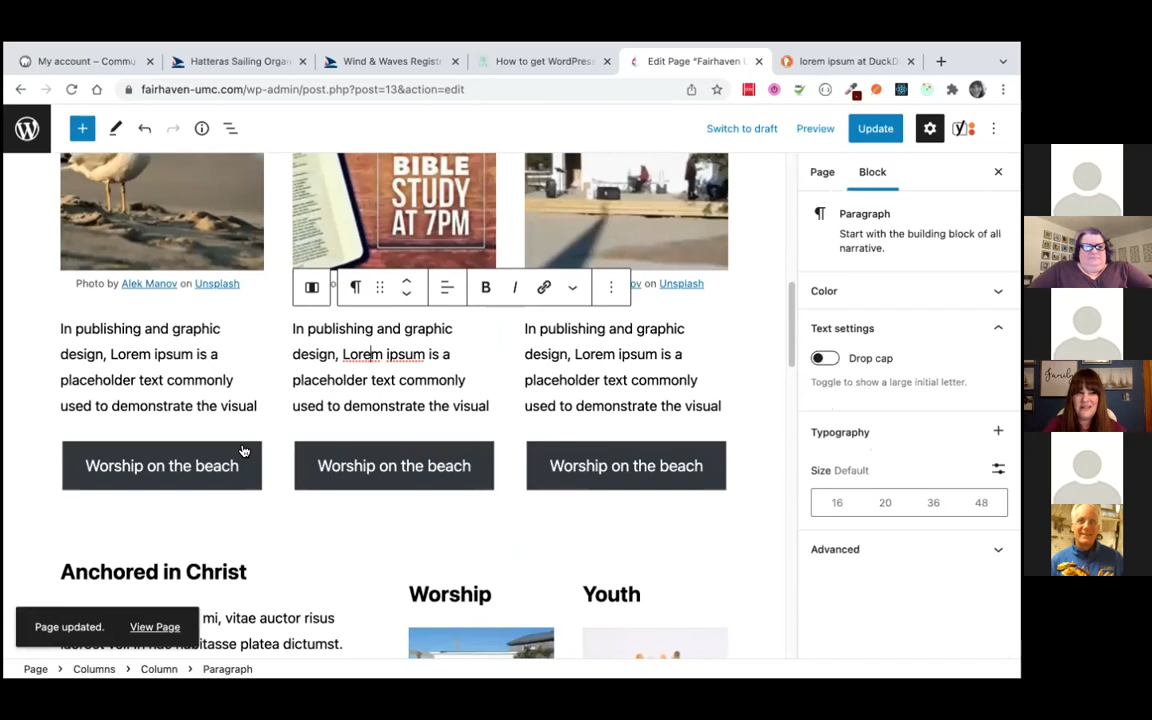 My account – Commu
Hatteras Sailing Organ
Wind & Waves Registr
How to get WordPress
Edit Page “Fairhaven
lorem ipsum at DuckD
fairhaven-umc.com/wp-admin/post.php?post=13&action=edit
Switch to draft
Preview
Update
BIBLE
STUDY
AT 7PM
Page
Block
Paragraph
Start with the building block of all
narrative.
Photo by Alek Manov on Unsplash
on Unsplash
Color
In publishing and graphic
design, Lorem ipsum is a
placeholder text commonly
used to demonstrate the visual
In publishing and graphic
design, Lorem ipsum is a
placeholder text commonly
used to demonstrate the visual
In publishing and graphic
design, Lorem ipsum is a
placeholder text commonly
used to demonstrate the visual
Text settings
Drop cap
Toggle to show a large initial letter.
Typography
Size Default
16 20 36 48
Advanced
Worship on the beach
Worship on the beach
Worship on the beach
Anchored in Christ
mi, vitae auctor risus
habitasse platea dictumst.
Worship
Youth
Page updated.
View Page
Page > Columns > Column > Paragraph
Family